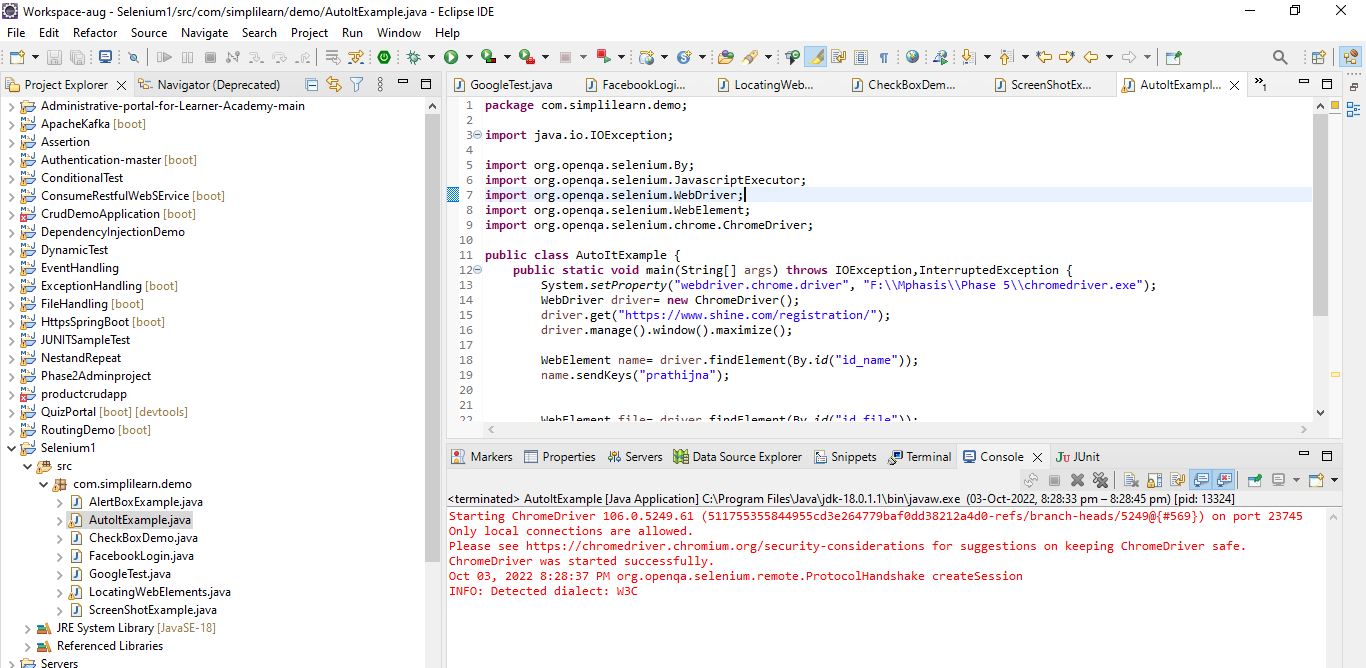 Workspace-aug - Selenium1/src/com/simplilearn/demo/AutoItExample.java - Eclipse IDE
File Edit Refactor Source Navigate Search Project Run Window Help
Project Explorer Navigator (Deprecated)
Administrative-portal-for-Learner-Academy-main
ApacheKafka [boot]
Assertion
Authentication-master [boot]
ConditionalTest
ConsumeRestfulWebSErvice [boot]
CrudDemoApplication [boot]
DependencyInjectionDemo
DynamicTest
EventHandling
ExceptionHandling [boot]
FileHandling [boot]
HttpsSpringBoot [boot]
JUNITSampleTest
NestandRepeat
Phase2Adminproject
productcrudapp
QuizPortal [boot] [devtools]
RoutingDemo [boot]
Selenium1
src
com.simplilearn.demo
AlertBoxExample.java
AutoItExample.java
CheckBoxDemo.java
FacebookLogin.java
GoogleTest.java
LocatingWebElements.java
ScreenShotExample.java
JRE System Library [JavaSE-18]
Referenced Libraries
Servers
GoogleTest.java FacebookLogi... LocatingWeb... CheckBoxDem... ScreenShotEx... AutoItExampl... »1
1 package com.simplilearn.demo;
2
3 import java.io.IOException;
4
5 import org.openqa.selenium.By;
6 import org.openqa.selenium.JavascriptExecutor;
7 import org.openqa.selenium.WebDriver;
8 import org.openqa.selenium.WebElement;
9 import org.openqa.selenium.chrome.ChromeDriver;
10
11 public class AutoItExample {
12 public static void main(String[] args) throws IOException,InterruptedException {
13 System.setProperty("webdriver.chrome.driver", "F:\\Mphasis\\Phase 5\\chromedriver.exe");
14 WebDriver driver= new ChromeDriver();
15 driver.get("https://www.shine.com/registration/");
16 driver.manage().window().maximize();
17
18 WebElement name= driver.findElement(By.id("id_name"));
19 name.sendKeys("prathijna");
20
21
22 WebElement file= driver.findElement(By.id("id_file"));
Markers Properties Servers Data Source Explorer Snippets Terminal Console JUnit
<terminated> AutoItExample [Java Application] C:\Program Files\Java\jdk-18.0.1.1\bin\javaw.exe (03-Oct-2022, 8:28:33 pm – 8:28:45 pm) [pid: 13324]
Starting ChromeDriver 106.0.5249.61 (511755355844955cd3e264779baf0dd38212a4d0-refs/branch-heads/5249@{#569}) on port 23745
Only local connections are allowed.
Please see https://chromedriver.chromium.org/security-considerations for suggestions on keeping ChromeDriver safe.
ChromeDriver was started successfully.
Oct 03, 2022 8:28:37 PM org.openqa.selenium.remote.ProtocolHandshake createSession
INFO: Detected dialect: W3C